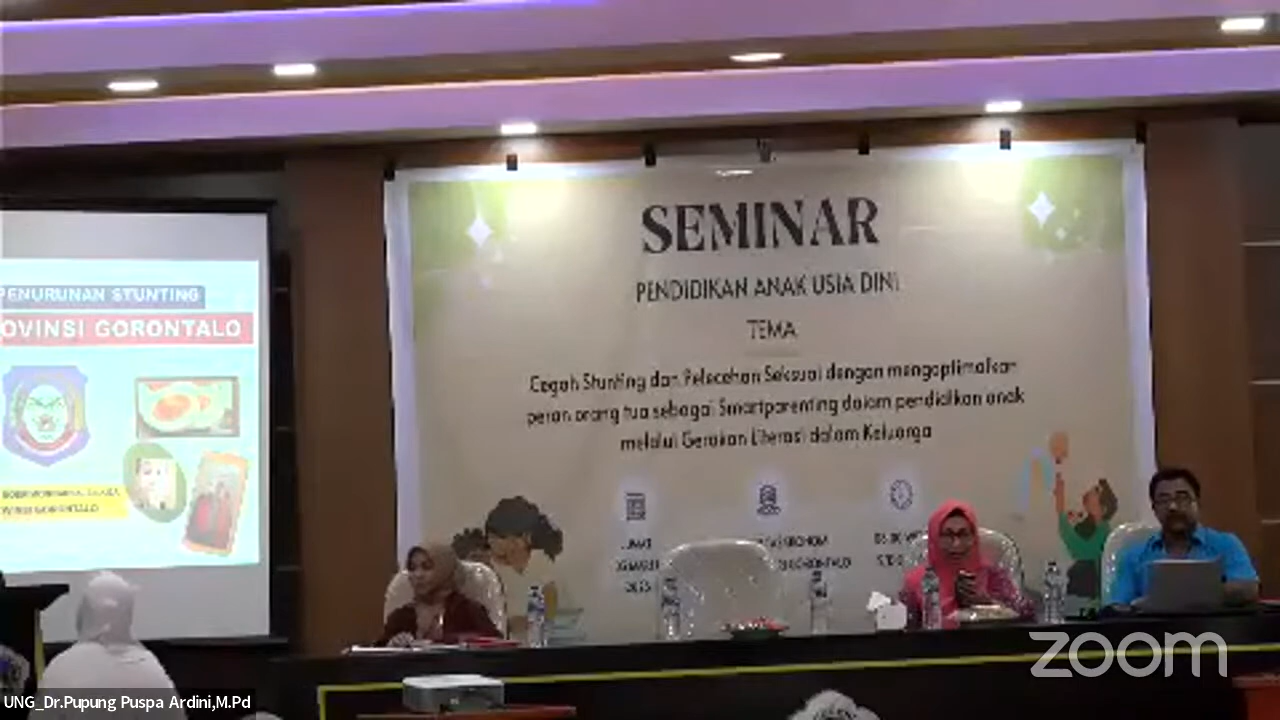 PENURUNAN STUNTING
OVINSI GORONTALO
SEMINAR
PENDIDIKAN ANAK USIA DINI
TEMA
Cegah Stunting dan Pelecehan Seksual dengan mengoptimalkan
peran orang tua sebagai Smartparenting dalam pendidikan anak
melalui Gerakan Literasi dalam Keluarga
GORONTALO
zoom
UNG_Dr.Pupung Puspa Ardini,M.Pd